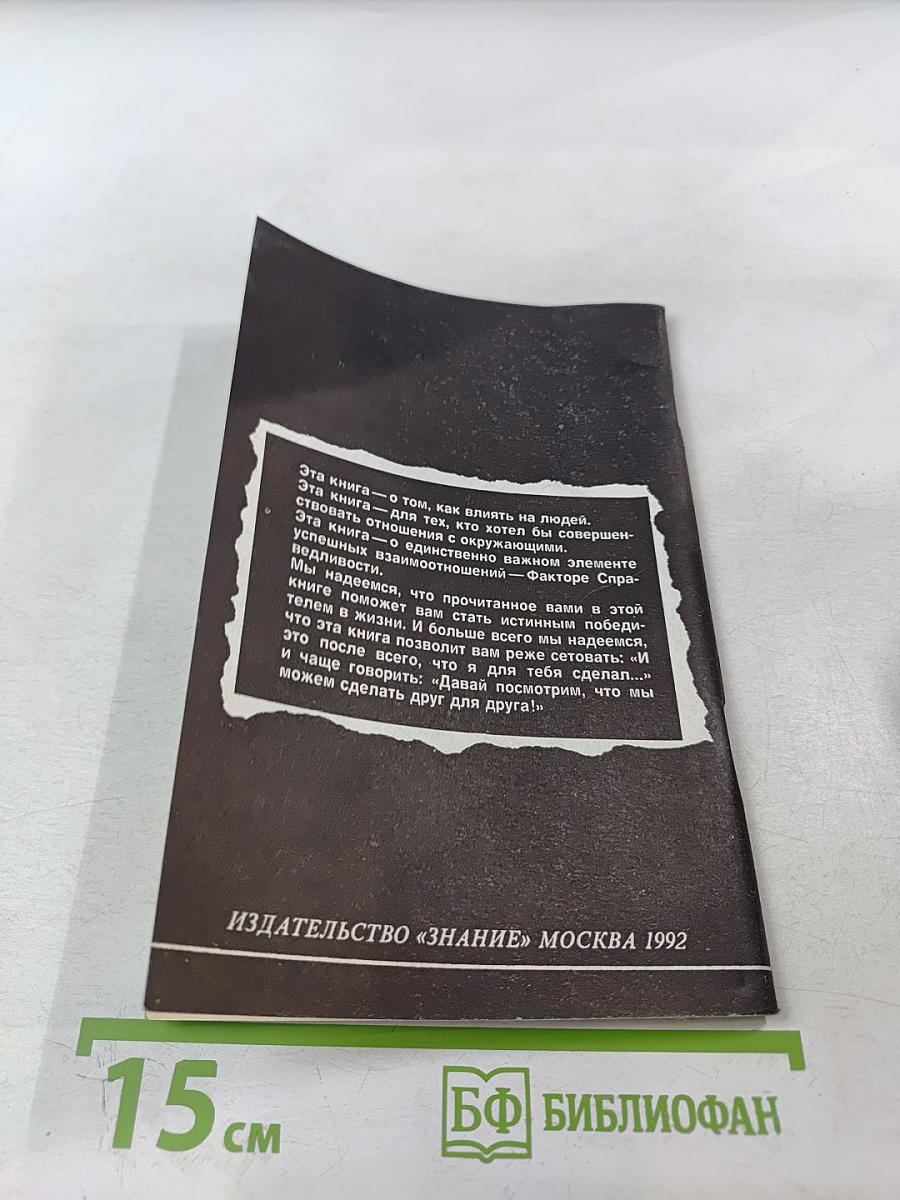 Эта книга — о том, как влиять на людей.
Эта книга — для тех, кто хотел бы совершен-
ствовать отношения с окружающими.
Эта книга — о единственно важном элементе
успешных взаимоотношений — Факторе Спра-
ведливости.
Мы надеемся, что прочитанное вами в этой
книге поможет вам стать истинным победи-
телем в жизни. И больше всего мы надеемся,
что эта книга позволит вам реже сетовать: «И
это после всего, что я для тебя сделал...»
и чаще говорить: «Давай посмотрим, что мы
можем сделать друг для друга!»
ИЗДАТЕЛЬСТВО «ЗНАНИЕ» МОСКВА 1992
15 см
БФ БИБЛИОФАН